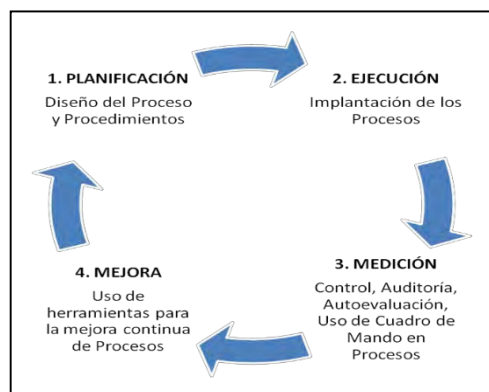 1. PLANIFICACIÓN
Diseño del Proceso
y Procedimientos
2. EJECUCIÓN
Implantación de los
Procesos
3. MEDICIÓN
Control, Auditoría,
Autoevaluación,
Uso de Cuadro de
Mando en
Procesos
4. MEJORA
Uso de
herramientas para
la mejora continua
de Procesos